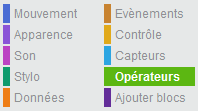 Mouvement
Evènements
Apparence
Contrôle
Son
Capteurs
Stylo
Opérateurs
Données
Ajouter blocs